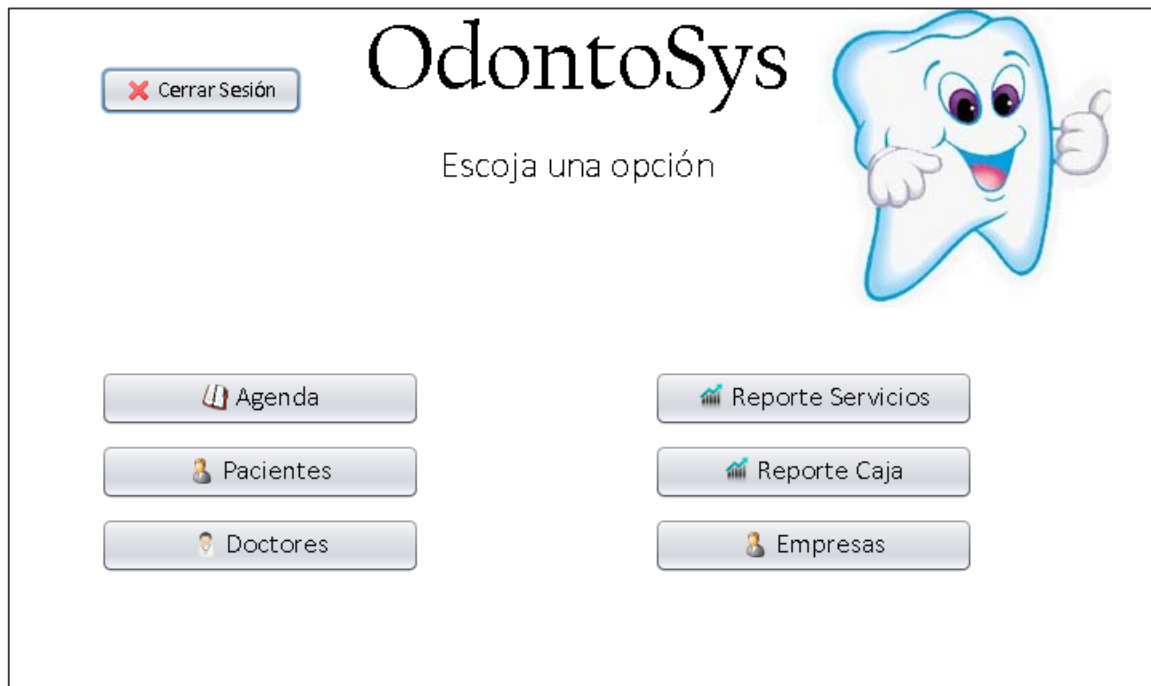 OdontoSys
Cerrar Sesión
Escoja una opción
Agenda
Reporte Servicios
Pacientes
Reporte Caja
Doctores
Empresas